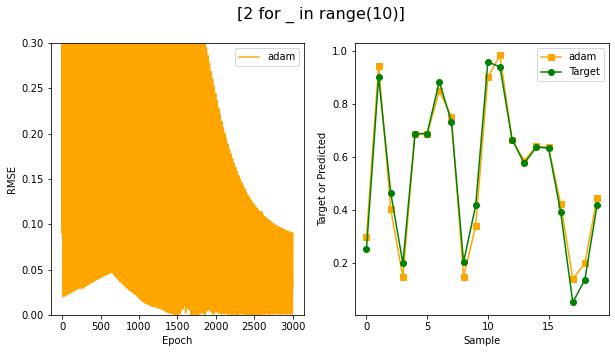 [2 for _ in range(10)]
0.30
0.25
0.20
0.15
0.10
0.05
0.00
RMSE
0 500 1000 1500 2000 2500 3000
Epoch
adam
1.0
0.8
0.6
0.4
0.2
Target or Predicted
0 5 10 15
Sample
adam
Target